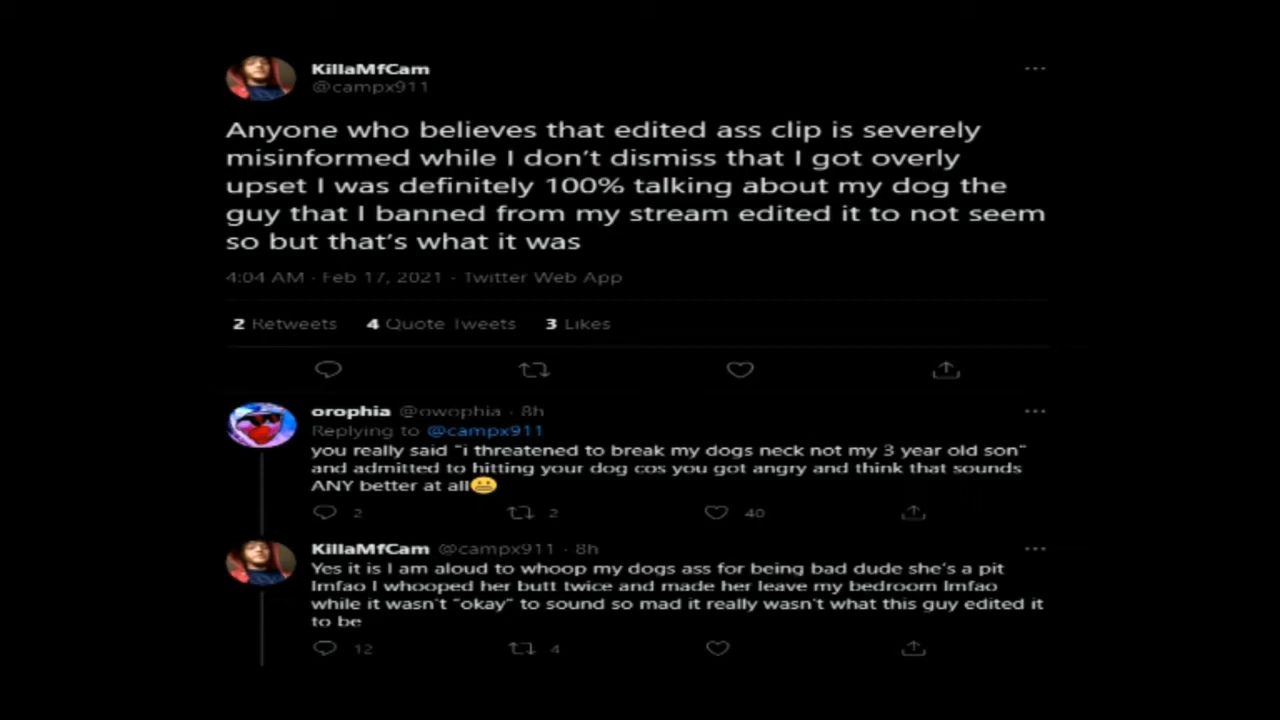 KillaMfCam
@campx911
Anyone who believes that edited ass clip is severely
misinformed while I don't dismiss that I got overly
upset I was definitely 100% talking about my dog the
guy that I banned from my stream edited it to not seem
so but that's what it was
4:04 AM · Feb 17, 2021 · Twitter Web App
2 Retweets 4 Quote Tweets 3 Likes
orophia @owophia · 8h
Replying to @campx911
you really said "i threatened to break my dogs neck not my 3 year old son"
and admitted to hitting your dog cos you got angry and think that sounds
ANY better at all😬
2 2 40
KillaMfCam @campx911 · 8h
Yes it is I am aloud to whoop my dogs ass for being bad dude she's a pit
lmfao I whooped her butt twice and made her leave my bedroom lmfao
while it wasn't "okay" to sound so mad it really wasn't what this guy edited it
to be
12 4